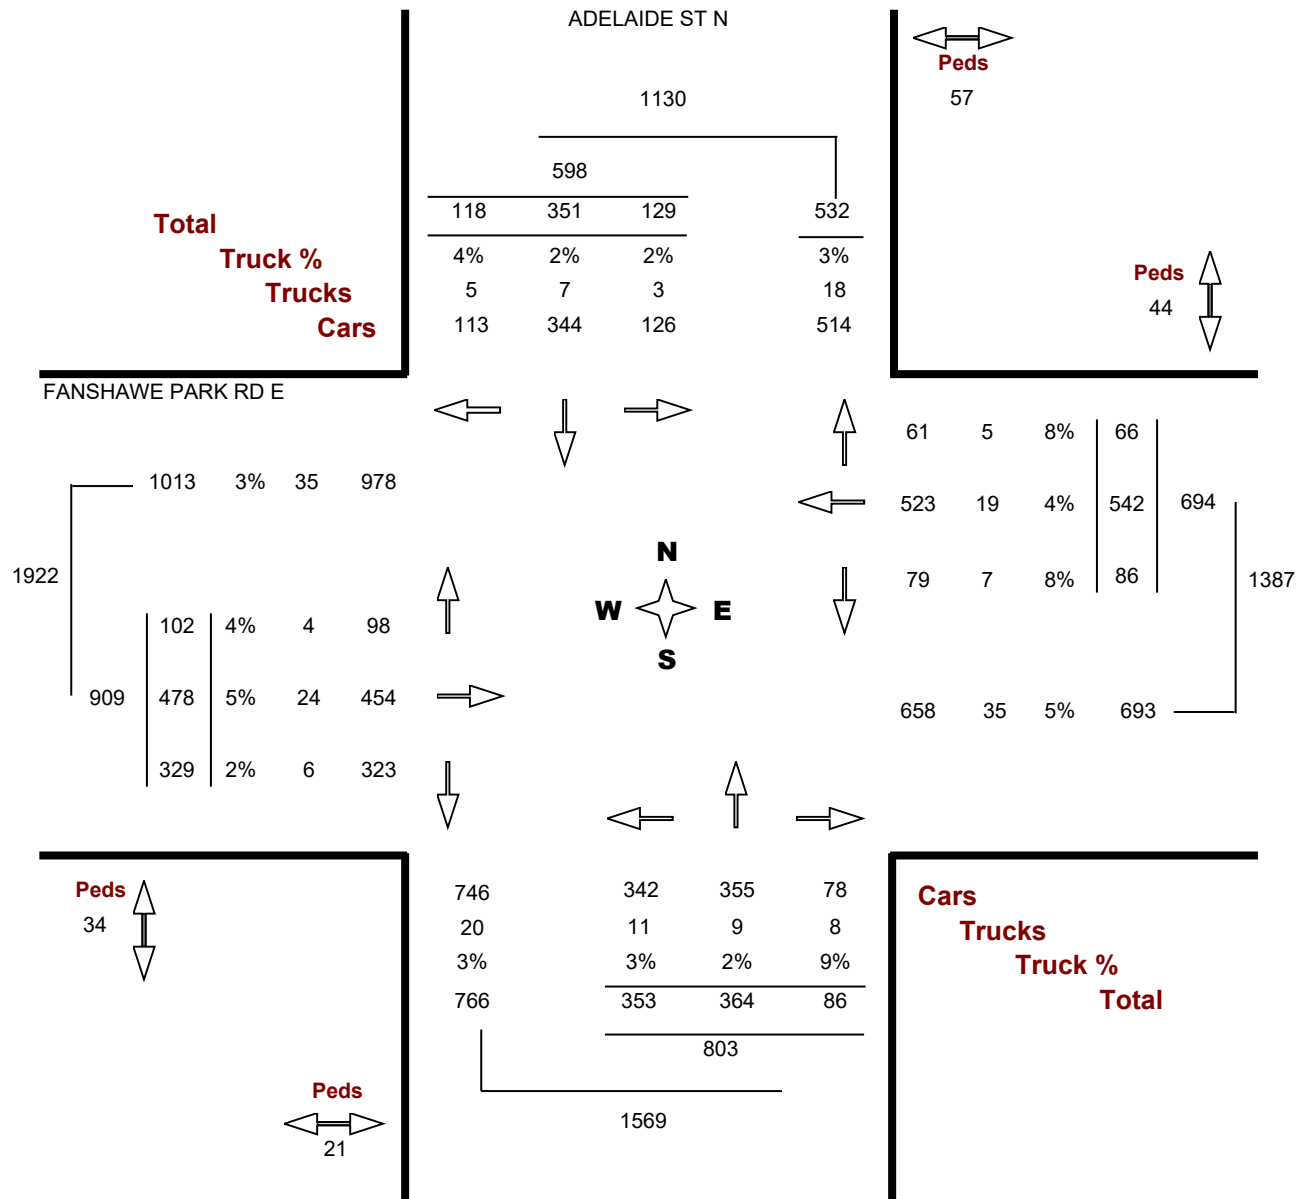 ADELAIDE ST N
Peds
57
1130
598
118 351 129 532
Total
4% 2% 2% 3%
Truck %
5 7 3 18
Trucks
113 344 126 514
Cars
Peds
44
FANSHAWE PARK RD E
61 5 8% 66
1013 3% 35 978
523 19 4% 542 694
N
1922
79 7 8% 86 1387
W E
102 4% 4 98
S
909 478 5% 24 454
658 35 5% 693
329 2% 6 323
Peds
34
746 342 355 78
Cars
20 11 9 8
Trucks
3% 3% 2% 9%
Truck %
766 353 364 86
Total
803
Peds
21
1569